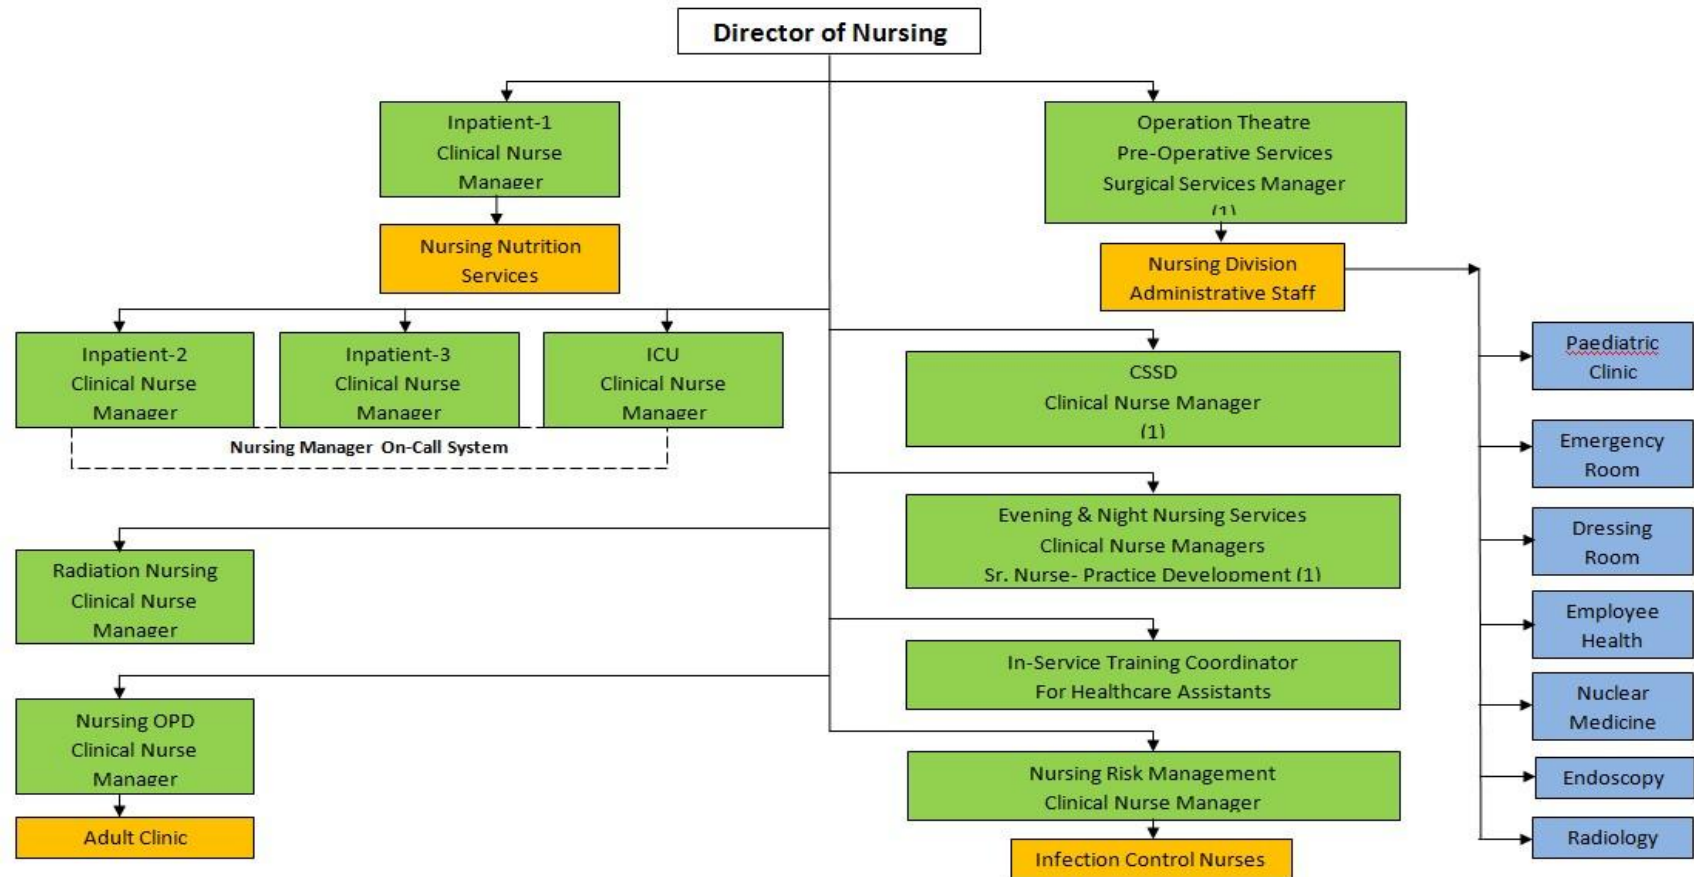 Director of Nursing
Inpatient-1
Clinical Nurse
Manager
Operation Theatre
Pre-Operative Services
Surgical Services Manager
(1)
Nursing Nutrition
Services
Nursing Division
Administrative Staff
Inpatient-2
Clinical Nurse
Manager
Inpatient-3
Clinical Nurse
Manager
ICU
Clinical Nurse
Manager
Nursing Manager On-Call System
CSSD
Clinical Nurse Manager
(1)
Evening & Night Nursing Services
Clinical Nurse Managers
Sr. Nurse- Practice Development (1)
Radiation Nursing
Clinical Nurse
Manager
In-Service Training Coordinator
For Healthcare Assistants
Nursing OPD
Clinical Nurse
Manager
Adult Clinic
Nursing Risk Management
Clinical Nurse Manager
Infection Control Nurses
Paediatric
Clinic
Emergency
Room
Dressing
Room
Employee
Health
Nuclear
Medicine
Endoscopy
Radiology